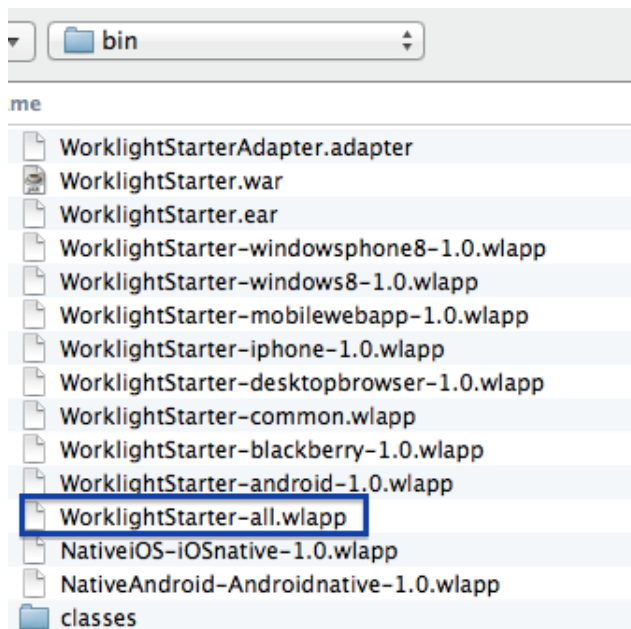 bin
me
WorklightStarterAdapter.adapter
WorklightStarter.war
WorklightStarter.ear
WorklightStarter-windowsphone8-1.0.wlapp
WorklightStarter-windows8-1.0.wlapp
WorklightStarter-mobilewebapp-1.0.wlapp
WorklightStarter-iphone-1.0.wlapp
WorklightStarter-desktopbrowser-1.0.wlapp
WorklightStarter-common.wlapp
WorklightStarter-blackberry-1.0.wlapp
WorklightStarter-android-1.0.wlapp
WorklightStarter-all.wlapp
NativeiOS-iOSnative-1.0.wlapp
NativeAndroid-Androidnative-1.0.wlapp
classes